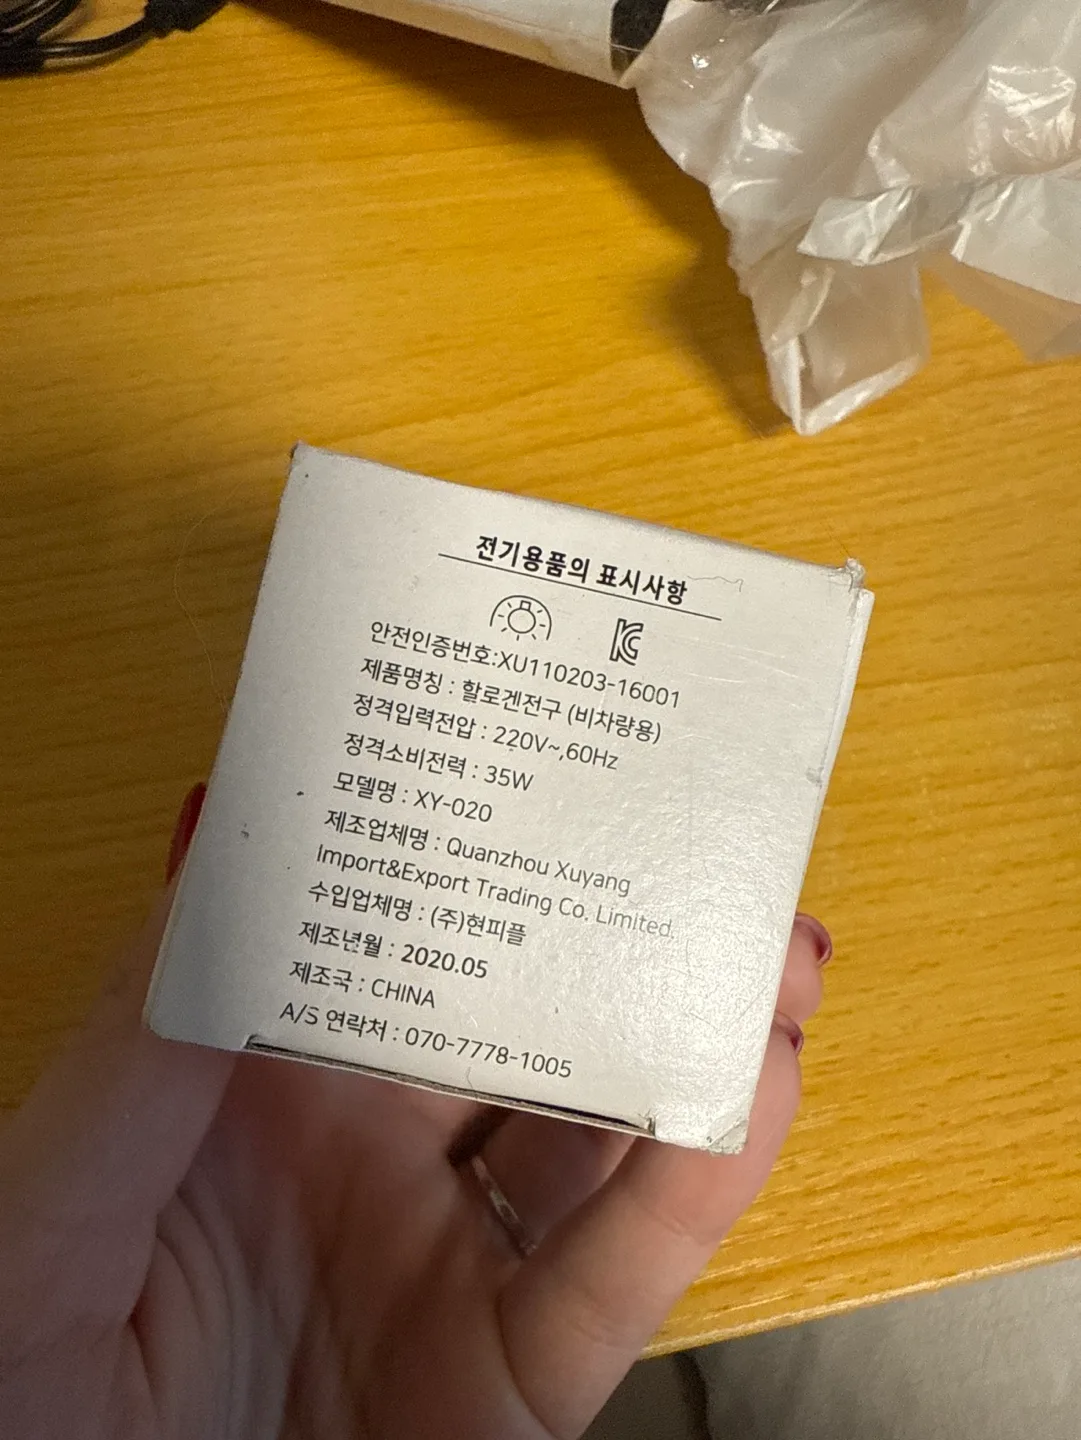 전기용품의 표시사항
안전인증번호:XU110203-16001
제품명칭 : 할로겐전구 (비차량용)
정격입력전압 : 220V~,60Hz
정격소비전력 : 35W
모델명 : XY-020
제조업체명 : Quanzhou Xuyang
Import&Export Trading Co. Limited.
수입업체명 : (주)현피플
제조년월 : 2020.05
제조국 : CHINA
A/S 연락처 : 070-7778-1005